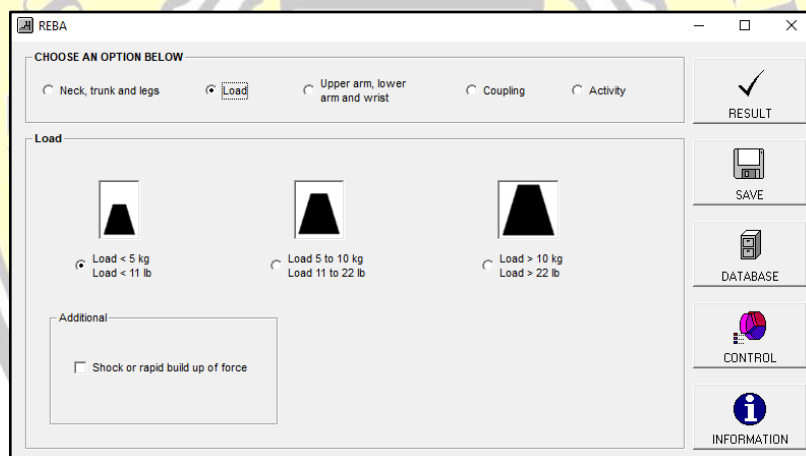 REBA
CHOOSE AN OPTION BELOW
Neck, trunk and legs
Load
Upper arm, lower
arm and wrist
Coupling
Activity
RESULT
Load
SAVE
Load < 5 kg
Load < 11 lb
Load 5 to 10 kg
Load 11 to 22 lb
Load > 10 kg
Load > 22 lb
DATABASE
Additional
Shock or rapid build up of force
CONTROL
INFORMATION